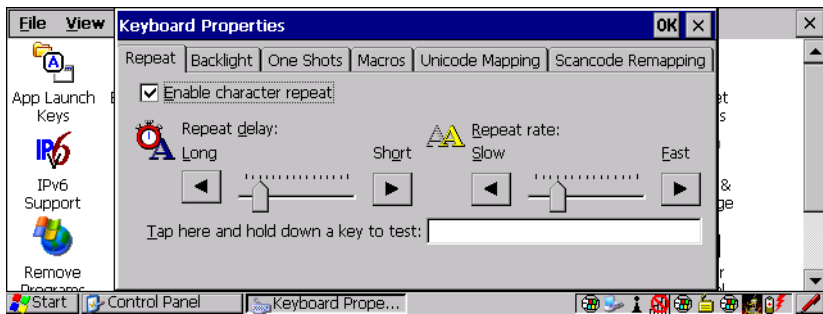 File View Keyboard Properties OK
Repeat Backlight One Shots Macros Unicode Mapping Scancode Remapping
Enable character repeat
App Launch
Keys
Repeat delay:
Long Short
Repeat rate:
Slow Fast
IPv6
IPv6
Support
&
Tap here and hold down a key to test:
Remove
Programs
Start Control Panel Keyboard Prope...